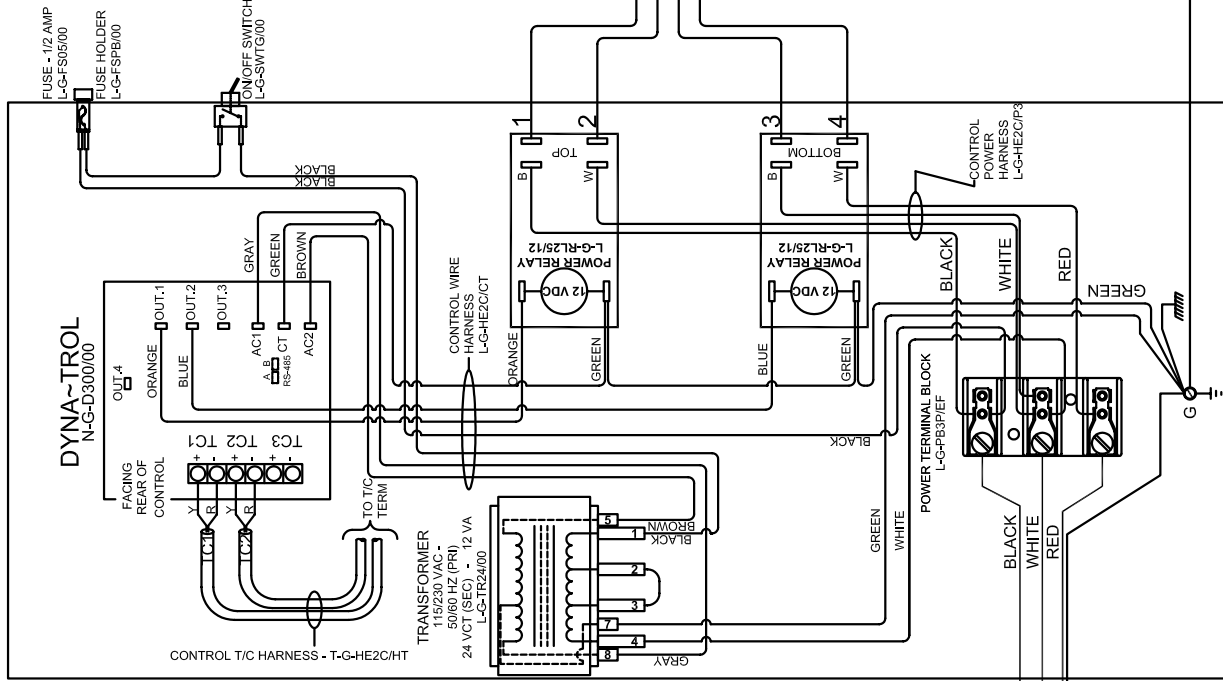 FUSE - 1/2 AMP
L-G-FS05/00
FUSE HOLDER
L-G-FSPB/00
ON/OFF SWITCH
L-G-SWTG/00
BLACK
BLACK
1
2
TOP
B
W
3
4
BOTTOM
B
W
CONTROL
POWER
HARNESS
L-G-HE2C/P3
DYNA~TROL
N-G-D300/00
OUT.4
OUT.1
OUT.2
OUT.3
ORANGE
BLUE
GRAY
GREEN
BROWN
AC1
CT
AC2
A B
RS-485
CONTROL WIRE
HARNESS
L-G-HE2C/CT
POWER RELAY
L-G-RL25/12
12 VDC
ORANGE
GREEN
POWER RELAY
L-G-RL25/12
12 VDC
BLUE
GREEN
BLACK
WHITE
RED
GREEN
FACING
REAR OF
CONTROL
TC1
TC2
TC3
+
-
+
-
+
-
Y
R
Y
R
TC1
TC2
TO T/C
TERM
CONTROL T/C HARNESS - T-G-HE2C/HT
TRANSFORMER
115/230 VAC -
50/60 HZ (PRI)
24 VCT (SEC) - 12 VA
L-G-TR24/00
5
1
2
3
7
4
8
BROWN
BLACK
GRAY
BLACK
GREEN
WHITE
POWER TERMINAL BLOCK
L-G-PB3P/EF
G
BLACK
WHITE
RED